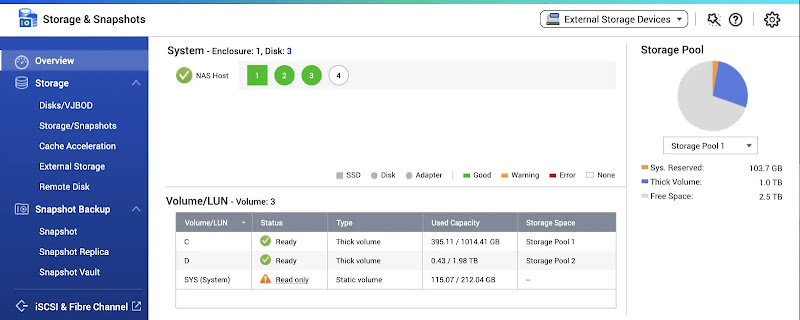 Storage & Snapshots
External Storage Devices
Overview
Storage
Disks/VJBOD
Storage/Snapshots
Cache Acceleration
External Storage
Remote Disk
Snapshot Backup
Snapshot
Snapshot Replica
Snapshot Vault
iSCSI & Fibre Channel
System - Enclosure: 1, Disk: 3
NAS Host 1 2 3 4
SSD Disk Adapter Good Warning Error None
Volume/LUN - Volume: 3
Volume/LUN Status Type Used Capacity Storage Space
C Ready Thick volume 395.11 / 1014.41 GB Storage Pool 1
D Ready Thick volume 0.43 / 1.98 TB Storage Pool 2
SYS (System) Read only Static volume 115.07 / 212.04 GB --
Storage Pool
Storage Pool 1
Sys. Reserved: 103.7 GB
Thick Volume: 1.0 TB
Free Space: 2.5 TB